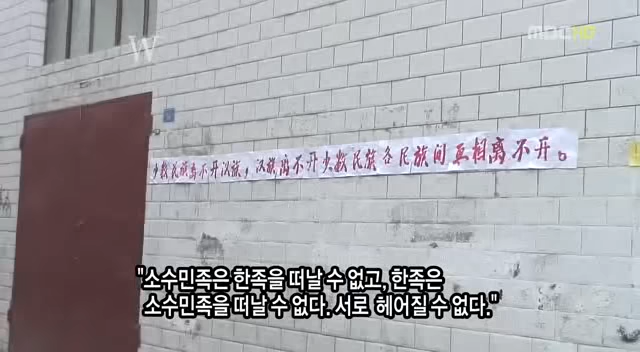 W
mbc HD
少数民族离不开汉族，汉族离不开少数民族各民族间互相离不开。
"소수민족은 한족을 떠날 수 없고, 한족은
소수민족을 떠날 수 없다. 서로 헤어질 수 없다."